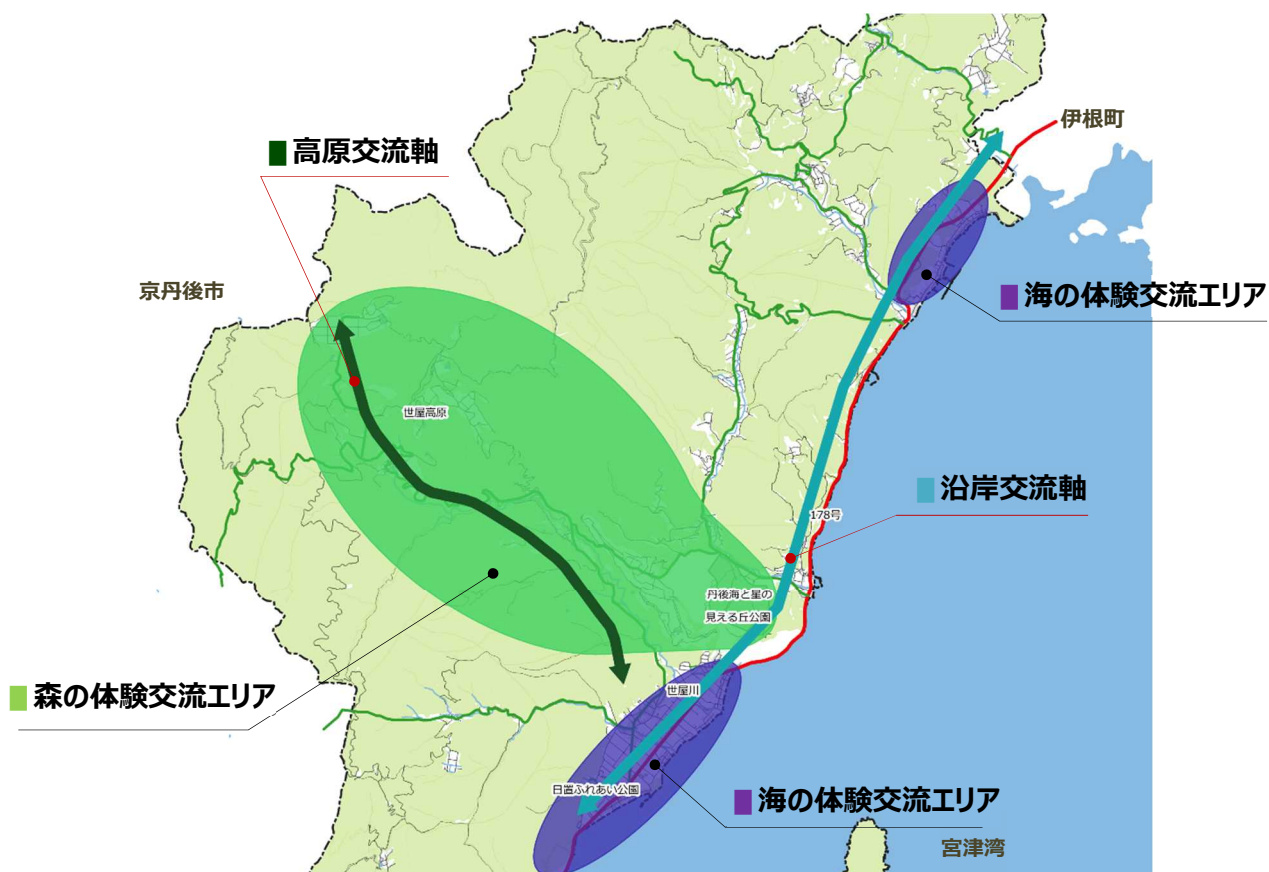 伊根町
高原交流軸
京丹後市
海の体験交流エリア
世屋高原
沿岸交流軸
178号
丹後海と星の
見える丘公園
森の体験交流エリア
世屋川
日置ふれあい公園
海の体験交流エリア
宮津湾